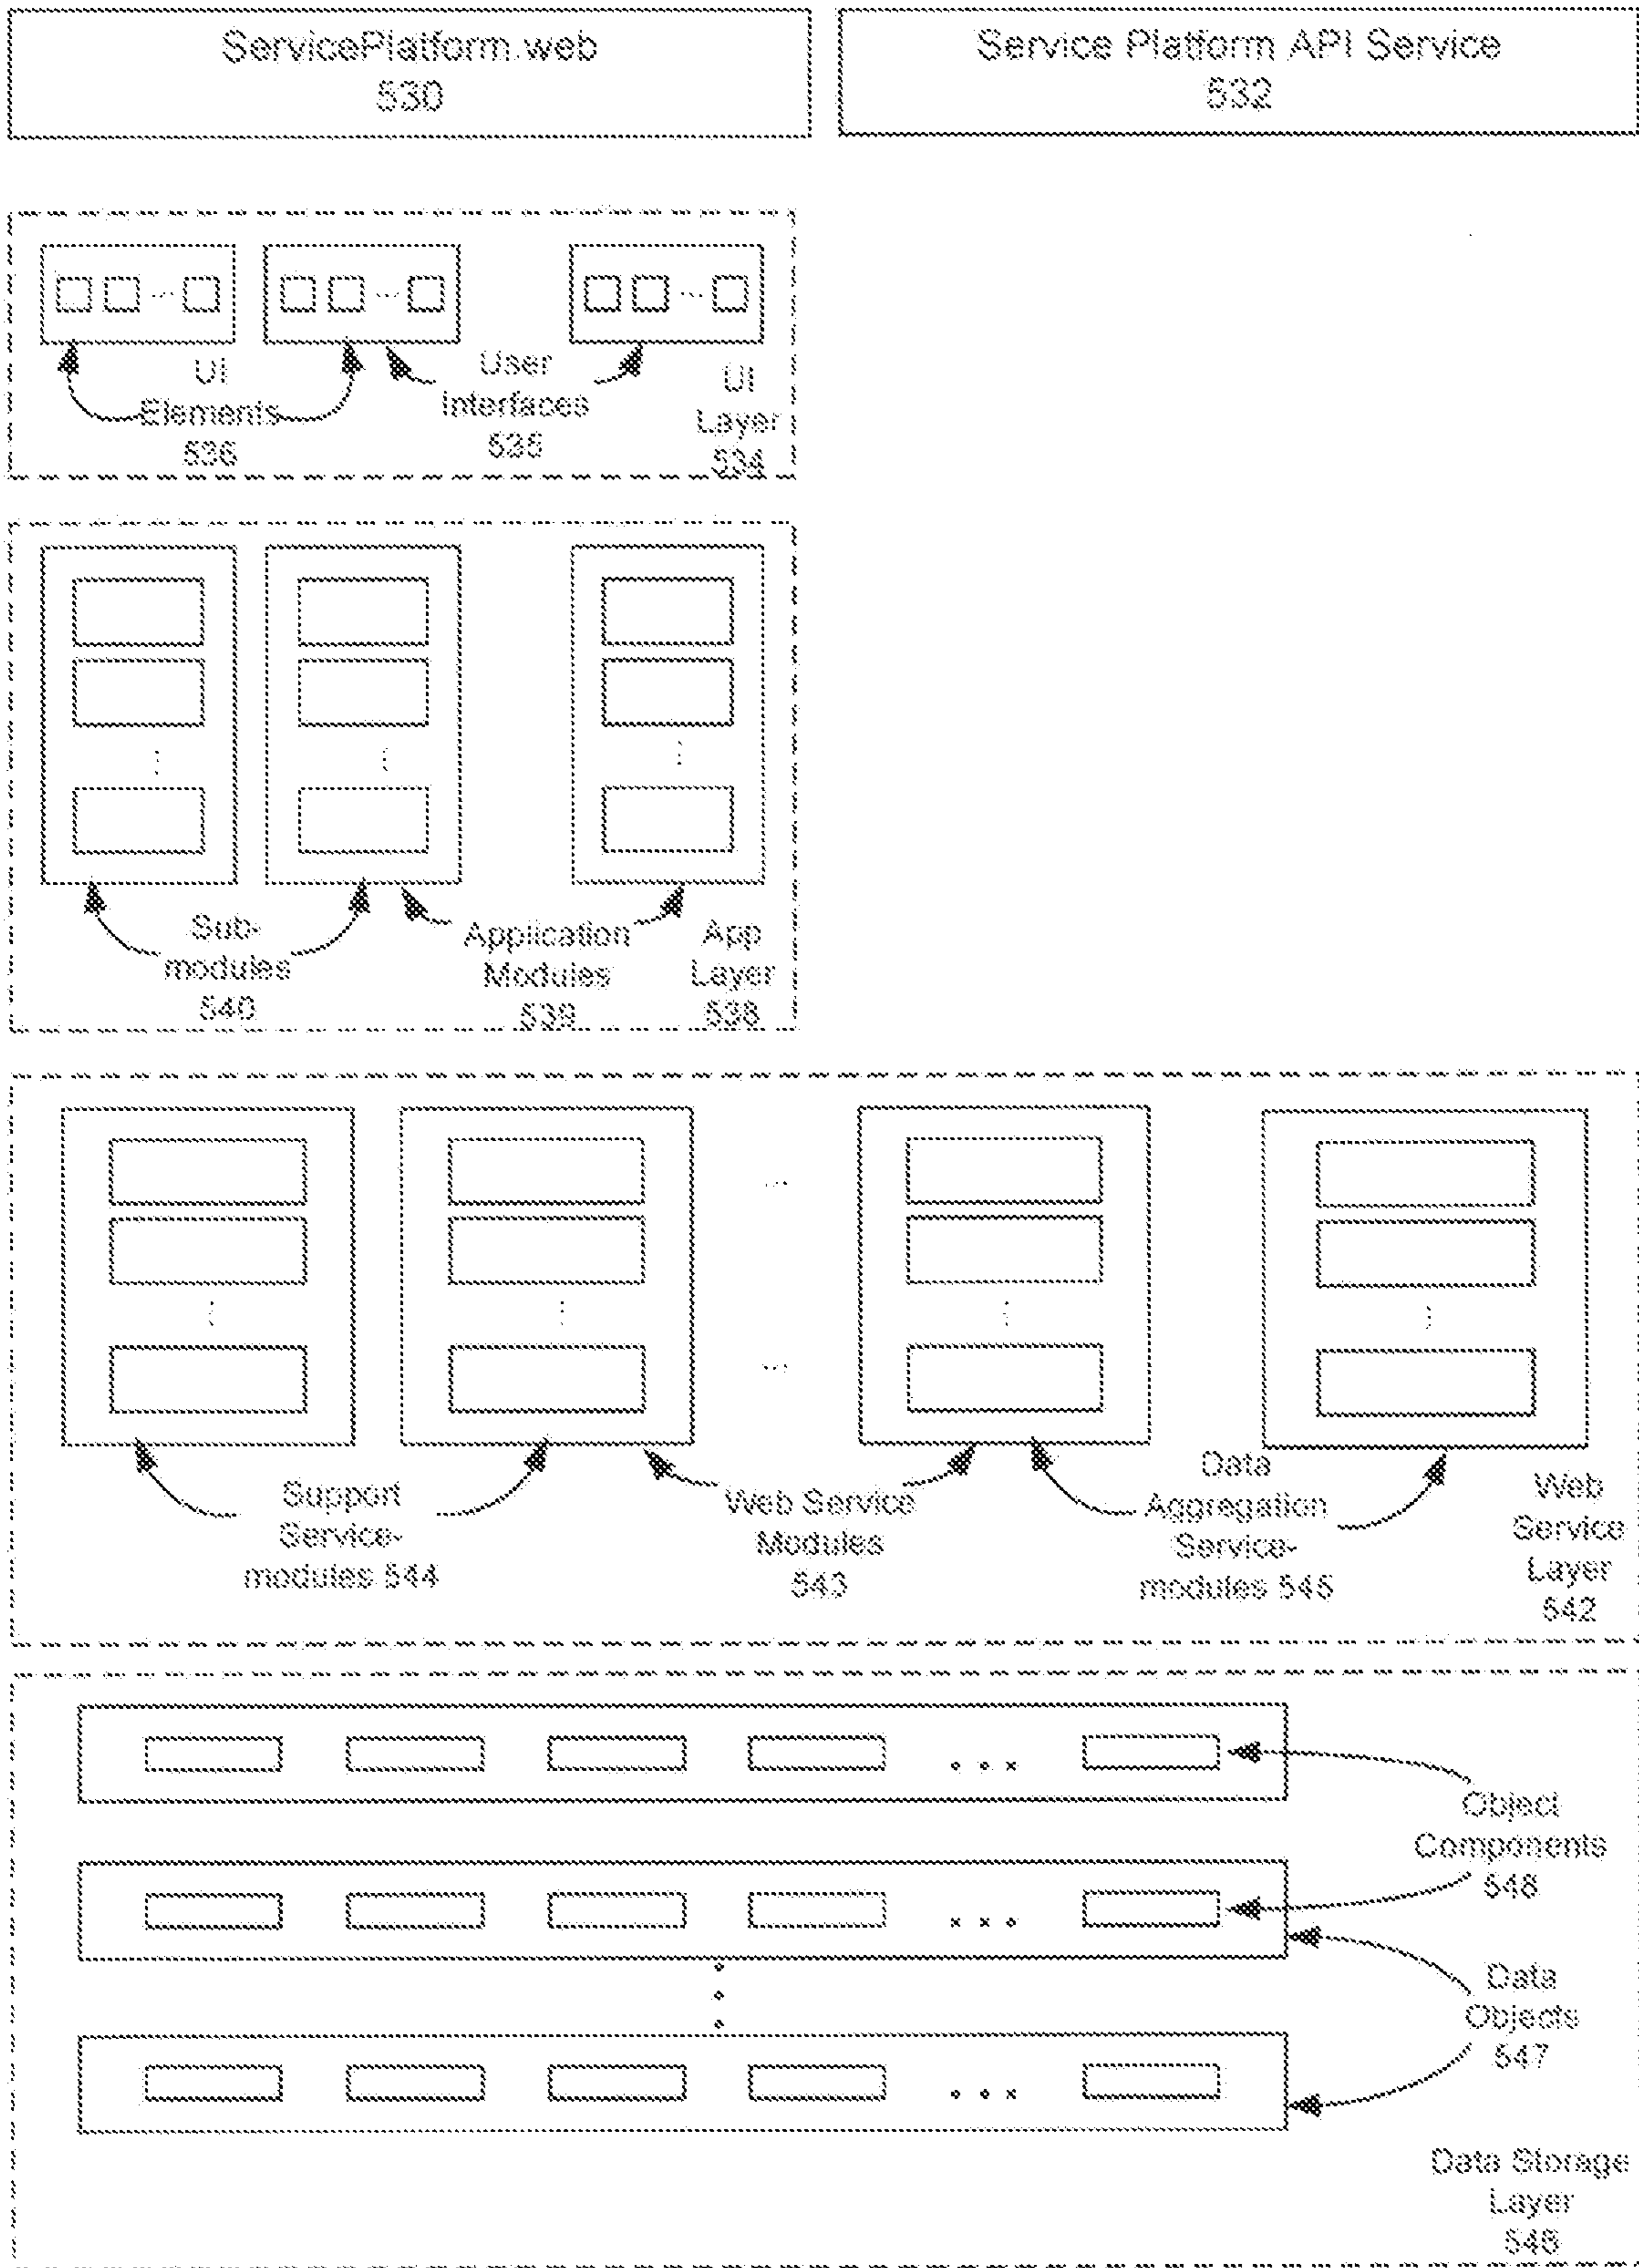 ServicePlatform.web
530
Service Platform API Service
532
UI
Elements
536
User
Interfaces
535
UI
Layer
534
Sub-
modules
540
Application
Modules
539
App
Layer
538
Support
Service-
modules 544
Web Service
Modules
543
Data
Aggregation
Service-
modules 545
Web
Service
Layer
542
Object
Components
548
Data
Objects
547
Data Storage
Layer
546